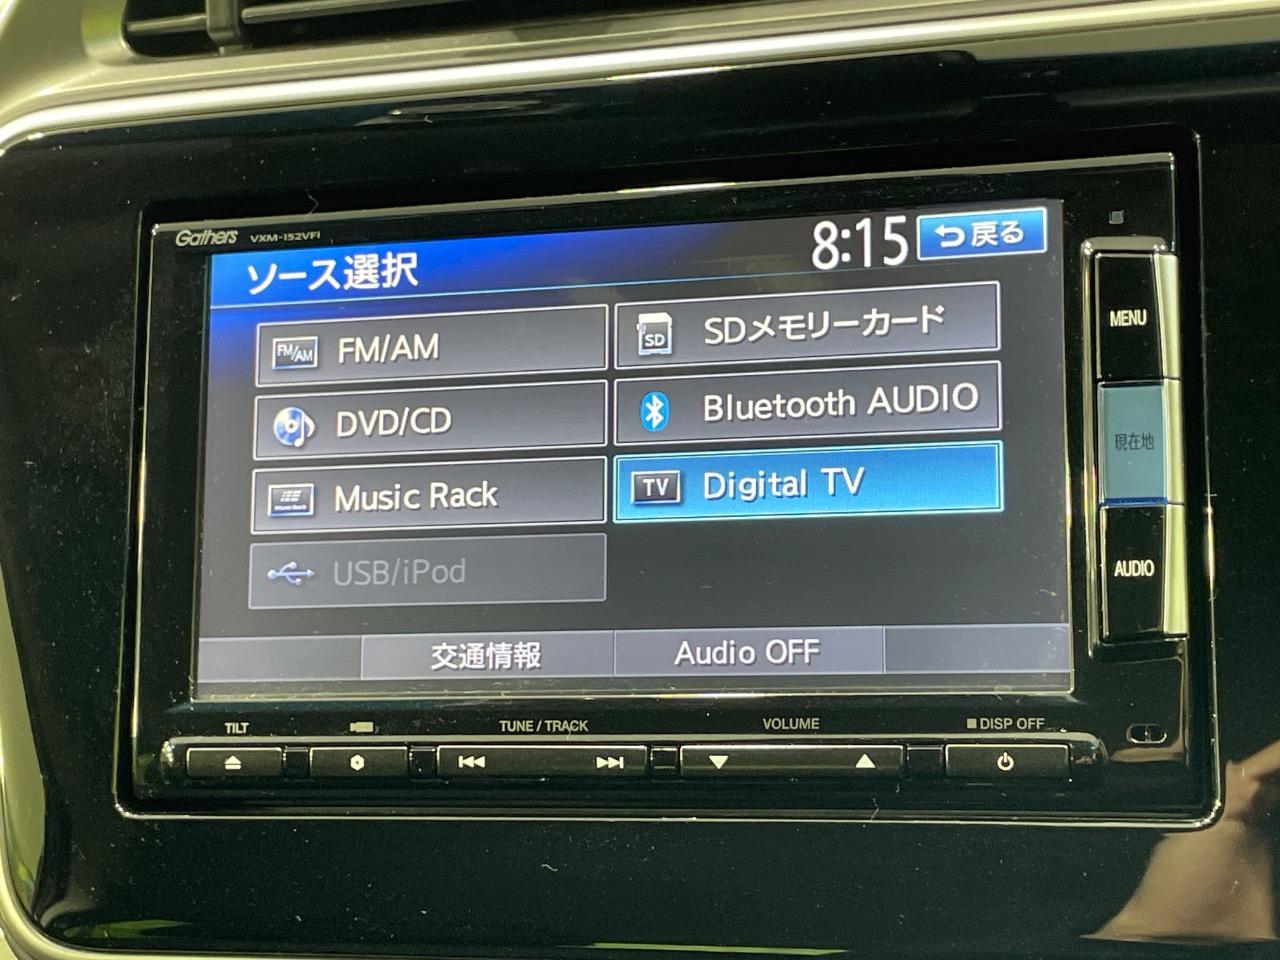 Gathers VXM-152VFi
ソース選択
8:15
戻る
FM/AM
FM/AM
SD
SDメモリーカード
DVD/CD
Bluetooth AUDIO
Music Rack
TV
Digital TV
USB/iPod
交通情報
Audio OFF
MENU
現在地
AUDIO
TILT
TUNE / TRACK
VOLUME
DISP OFF